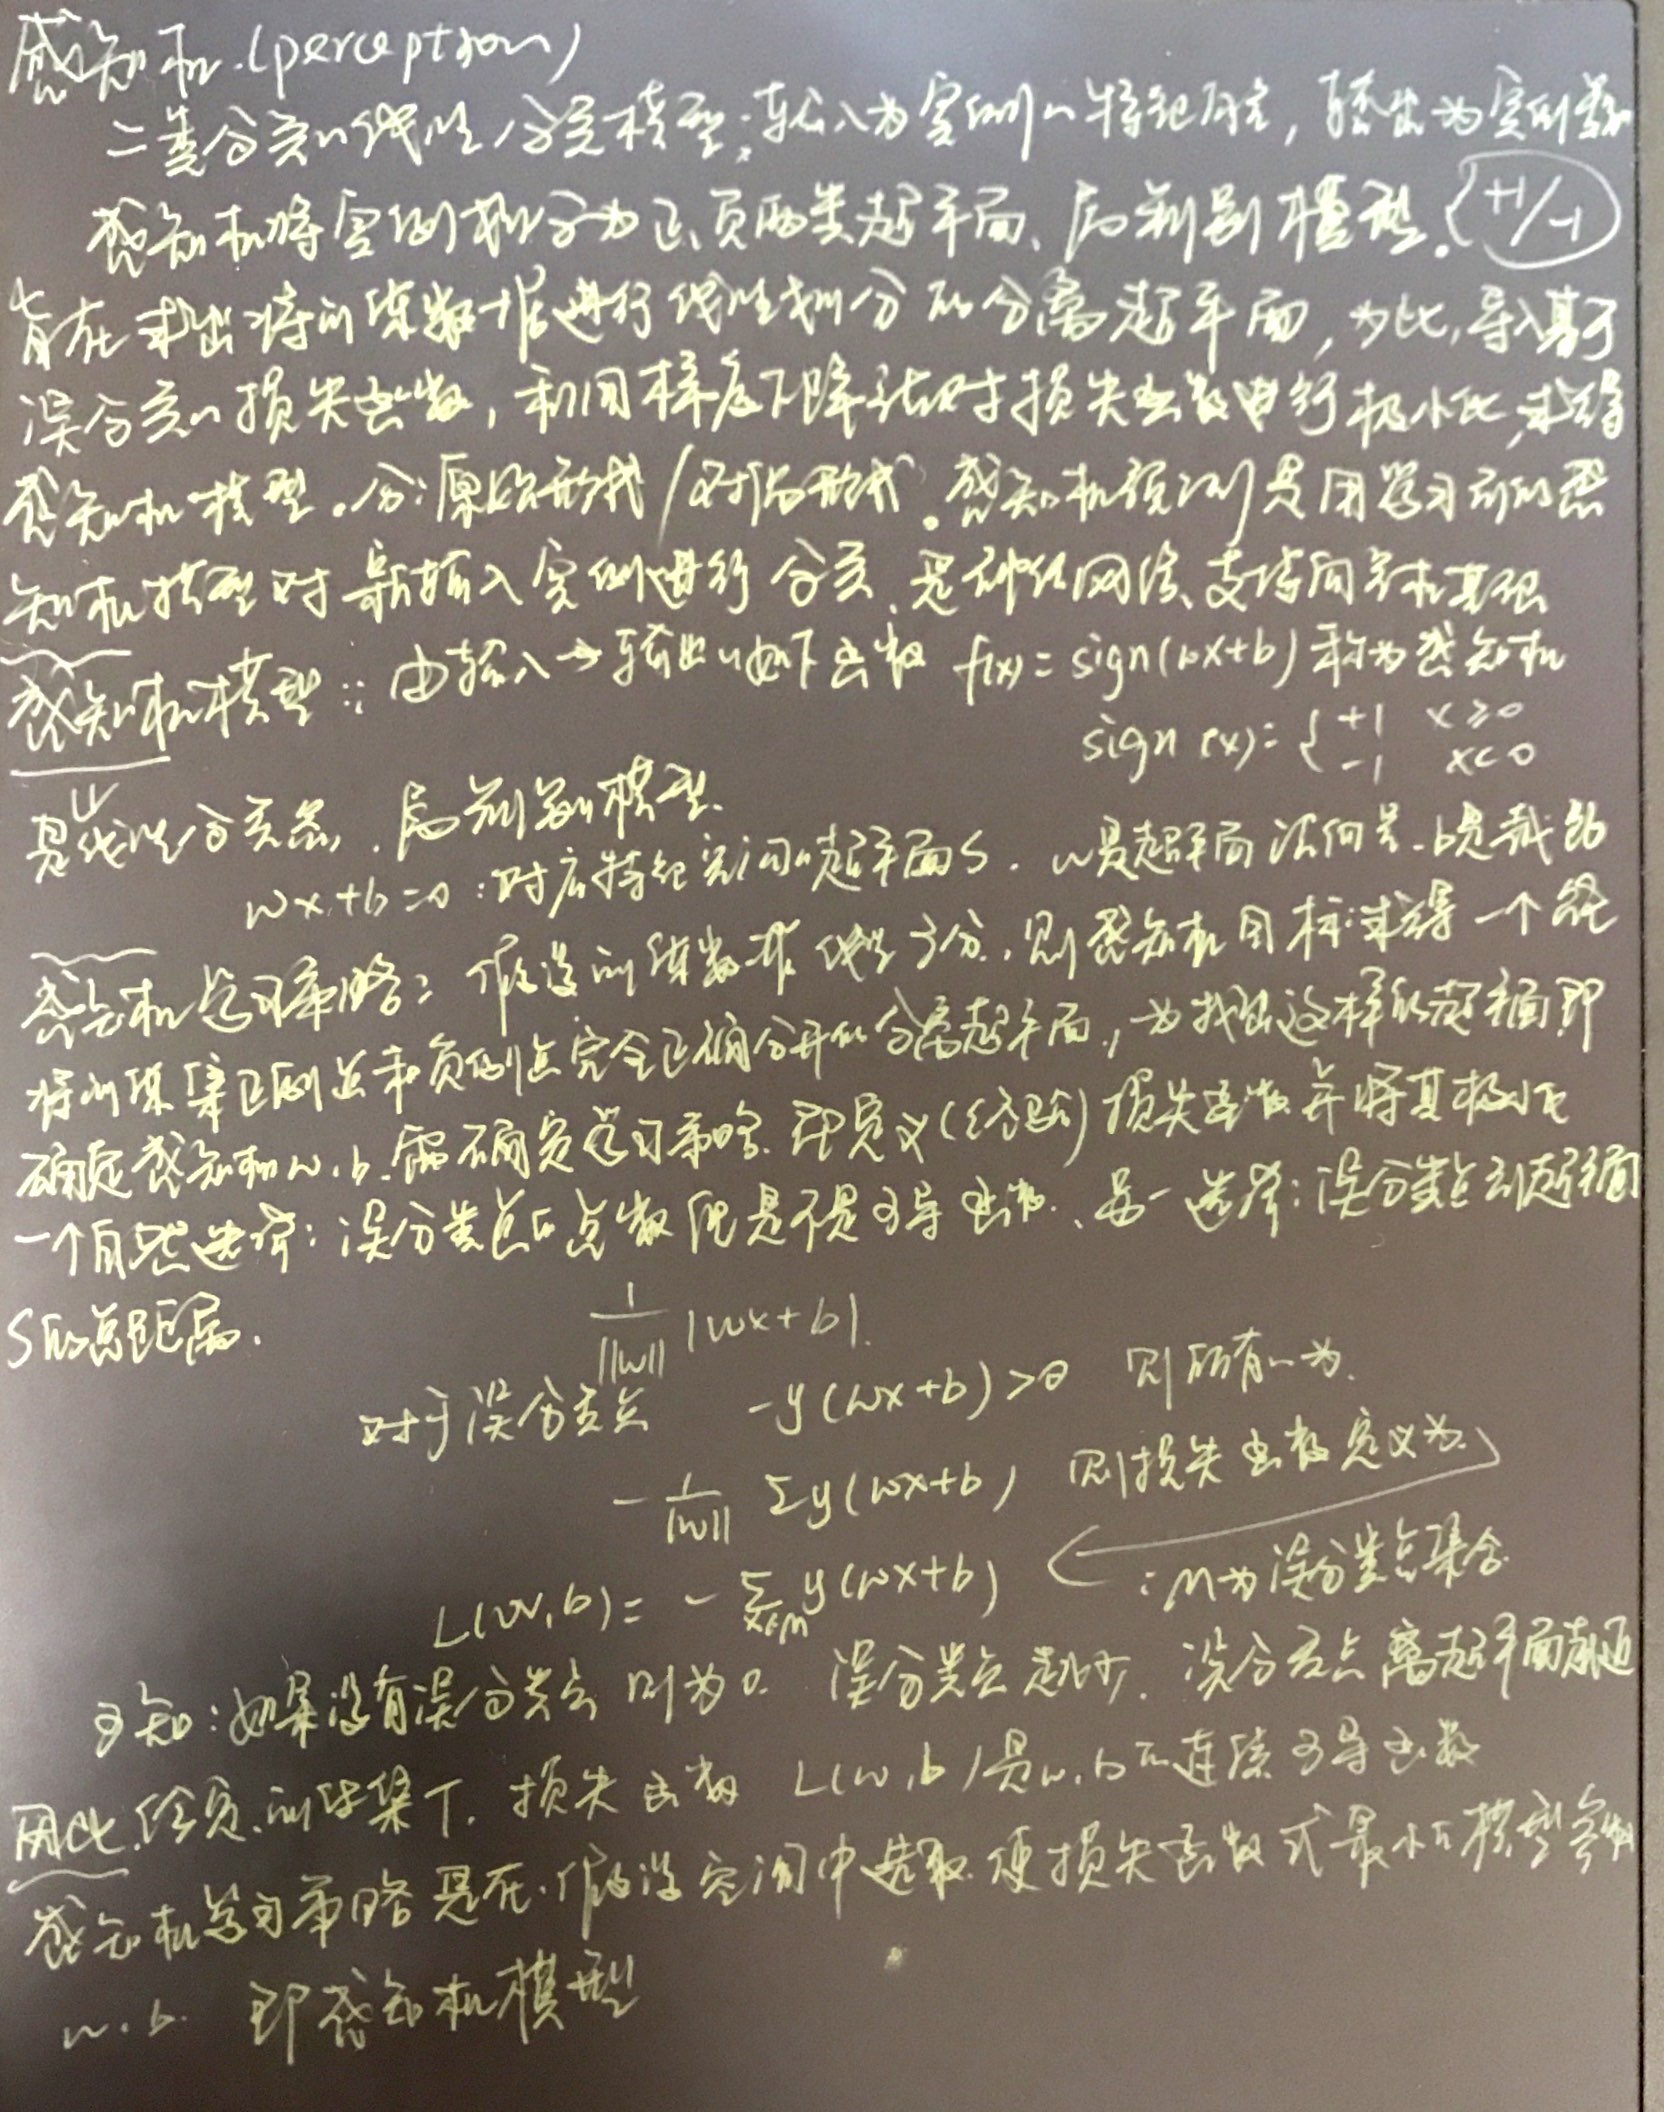 感知机.(perceptron)
二类分类的线性分类模型;输入为实例的特征向量,输出为实例类别
感知机将实例划分为正、负两类超平面、属判别模型.{+1/-1
旨在求出将训练数据进行线性划分的分离超平面,为此,导入基于
误分类的损失函数,利用梯度下降法对损失函数进行极小化,求得
感知机模型。分:原始形式/对偶形式。感知机预测是用学习所的感
知机模型对新输入实例进行分类.是神经网络、支持向量机基础
感知机模型:: 由输入→输出的如下函数 f(x)=sign(wx+b)称为感知机
sign(x)={ +1 x≥0
-1 x<0
是线性分类器, 属判别模型.
wx+b=0:对应特征空间的超平面S. w是超平面法向量.b是截距
感知机学习策略: 假设训练数据线性可分.则感知机目标:求得一个能
将训练集正例点和负例点完全正确分开的分离超平面,为找出这样的超平面即
确定感知机w.b.需确定学习策略.即定义(经验)损失函数并将其极小化
一个自然选择:误分类点的点数但是不是可导函数.、另一选择:误分类点到超平面
S的总距离.
1/||w|| |wx+b|.
对于误分类点 -y(wx+b)>0 则所有的为.
- 1/||w|| Σy(wx+b) 则损失函数定义为.
L(w,b)= - Σ x∈M y(wx+b) ← :M为误分类点集合
可知:如果没有误分类点则为0. 误分类点越少. 误分类点离超平面越近
因此.给定.训练集T. 损失函数 L(w,b)是w.b的连续可导函数
感知机学习策略是在.假设空间中选取.使损失函数式最小的模型参数
w.b. 即感知机模型